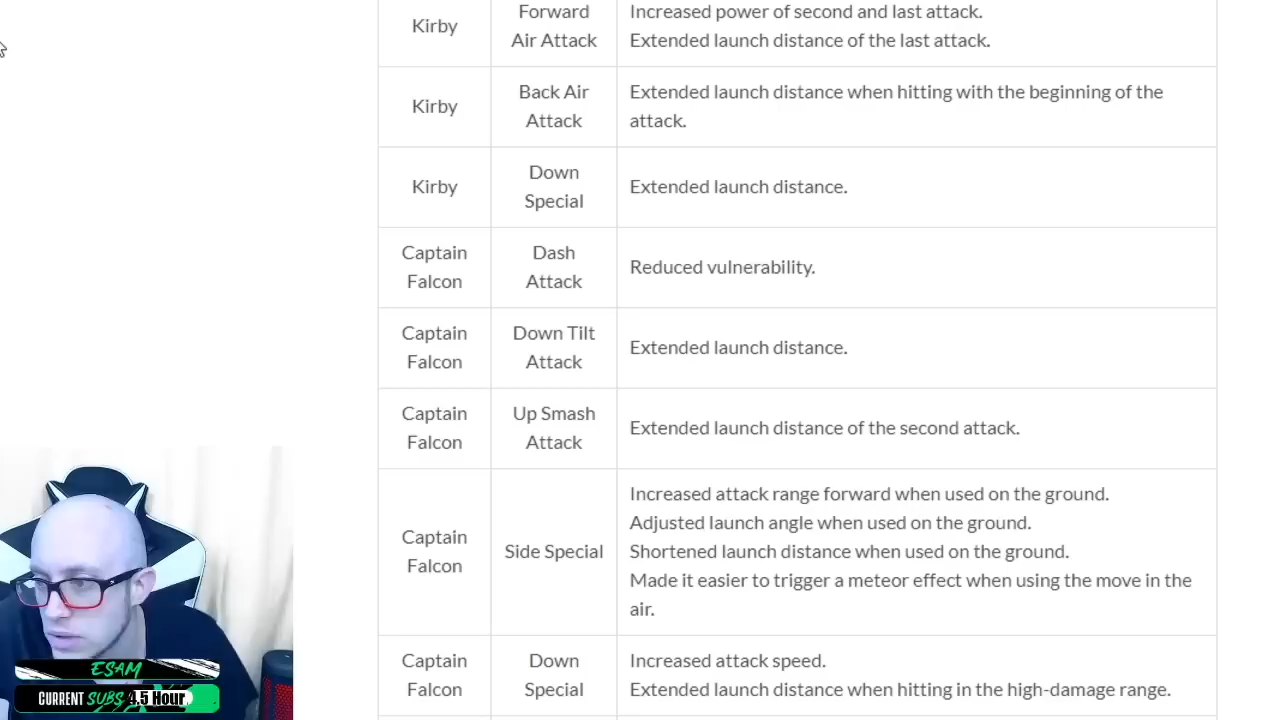 Kirby
Forward
Air Attack
Increased power of second and last attack.
Extended launch distance of the last attack.
Kirby
Back Air
Attack
Extended launch distance when hitting with the beginning of the
attack.
Kirby
Down
Special
Extended launch distance.
Captain
Falcon
Dash
Attack
Reduced vulnerability.
Captain
Falcon
Down Tilt
Attack
Extended launch distance.
Captain
Falcon
Up Smash
Attack
Extended launch distance of the second attack.
Captain
Falcon
Side Special
Increased attack range forward when used on the ground.
Adjusted launch angle when used on the ground.
Shortened launch distance when used on the ground.
Made it easier to trigger a meteor effect when using the move in the
air.
Captain
Falcon
Down
Special
Increased attack speed.
Extended launch distance when hitting in the high-damage range.
ESAM
CURRENT SUBS 4.5 Hour